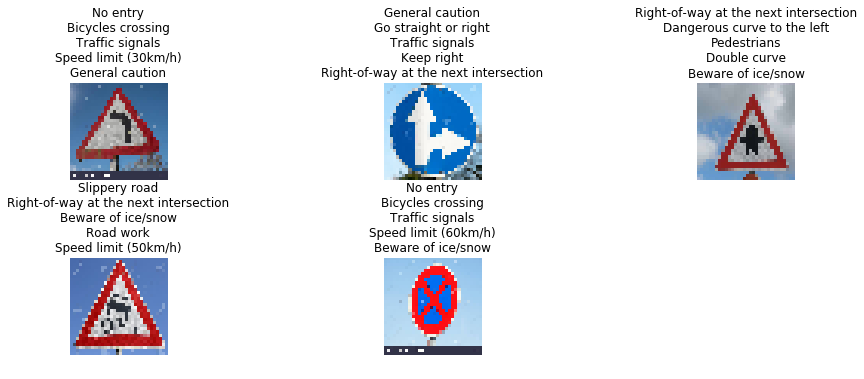 No entry
Bicycles crossing
Traffic signals
Speed limit (30km/h)
General caution
General caution
Go straight or right
Traffic signals
Keep right
Right-of-way at the next intersection
Right-of-way at the next intersection
Dangerous curve to the left
Pedestrians
Double curve
Beware of ice/snow
Slippery road
Right-of-way at the next intersection
Beware of ice/snow
Road work
Speed limit (50km/h)
No entry
Bicycles crossing
Traffic signals
Speed limit (60km/h)
Beware of ice/snow